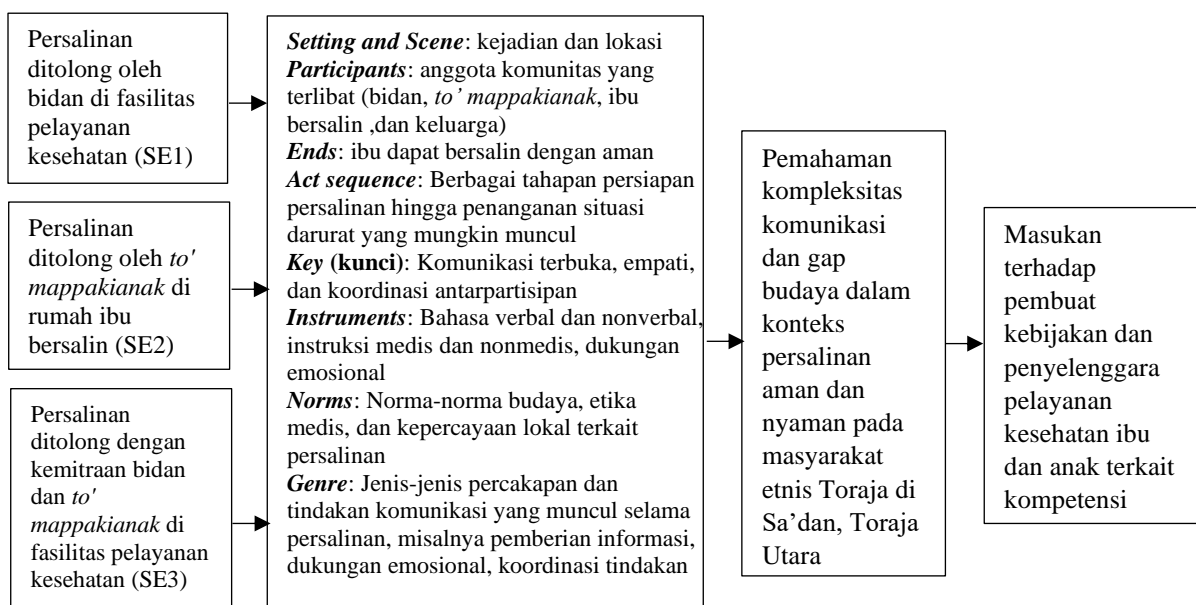 Persalinan
ditolong oleh
bidan di fasilitas
pelayanan
kesehatan (SE1)
Persalinan
ditolong oleh to'
mappakianak di
rumah ibu
bersalin (SE2)
Persalinan
ditolong dengan
kemitraan bidan
dan to'
mappakianak di
fasilitas pelayanan
kesehatan (SE3)
Setting and Scene: kejadian dan lokasi
Participants: anggota komunitas yang
terlibat (bidan, to' mappakianak, ibu
bersalin ,dan keluarga)
Ends: ibu dapat bersalin dengan aman
Act sequence: Berbagai tahapan persiapan
persalinan hingga penanganan situasi
darurat yang mungkin muncul
Key (kunci): Komunikasi terbuka, empati,
dan koordinasi antarpartisipan
Instruments: Bahasa verbal dan nonverbal,
instruksi medis dan nonmedis, dukungan
emosional
Norms: Norma-norma budaya, etika
medis, dan kepercayaan lokal terkait
persalinan
Genre: Jenis-jenis percakapan dan
tindakan komunikasi yang muncul selama
persalinan, misalnya pemberian informasi,
dukungan emosional, koordinasi tindakan
Pemahaman
kompleksitas
komunikasi
dan gap
budaya dalam
konteks
persalinan
aman dan
nyaman pada
masyarakat
etnis Toraja di
Sa'dan, Toraja
Utara
Masukan
terhadap
pembuat
kebijakan dan
penyelenggara
pelayanan
kesehatan ibu
dan anak terkait
kompetensi